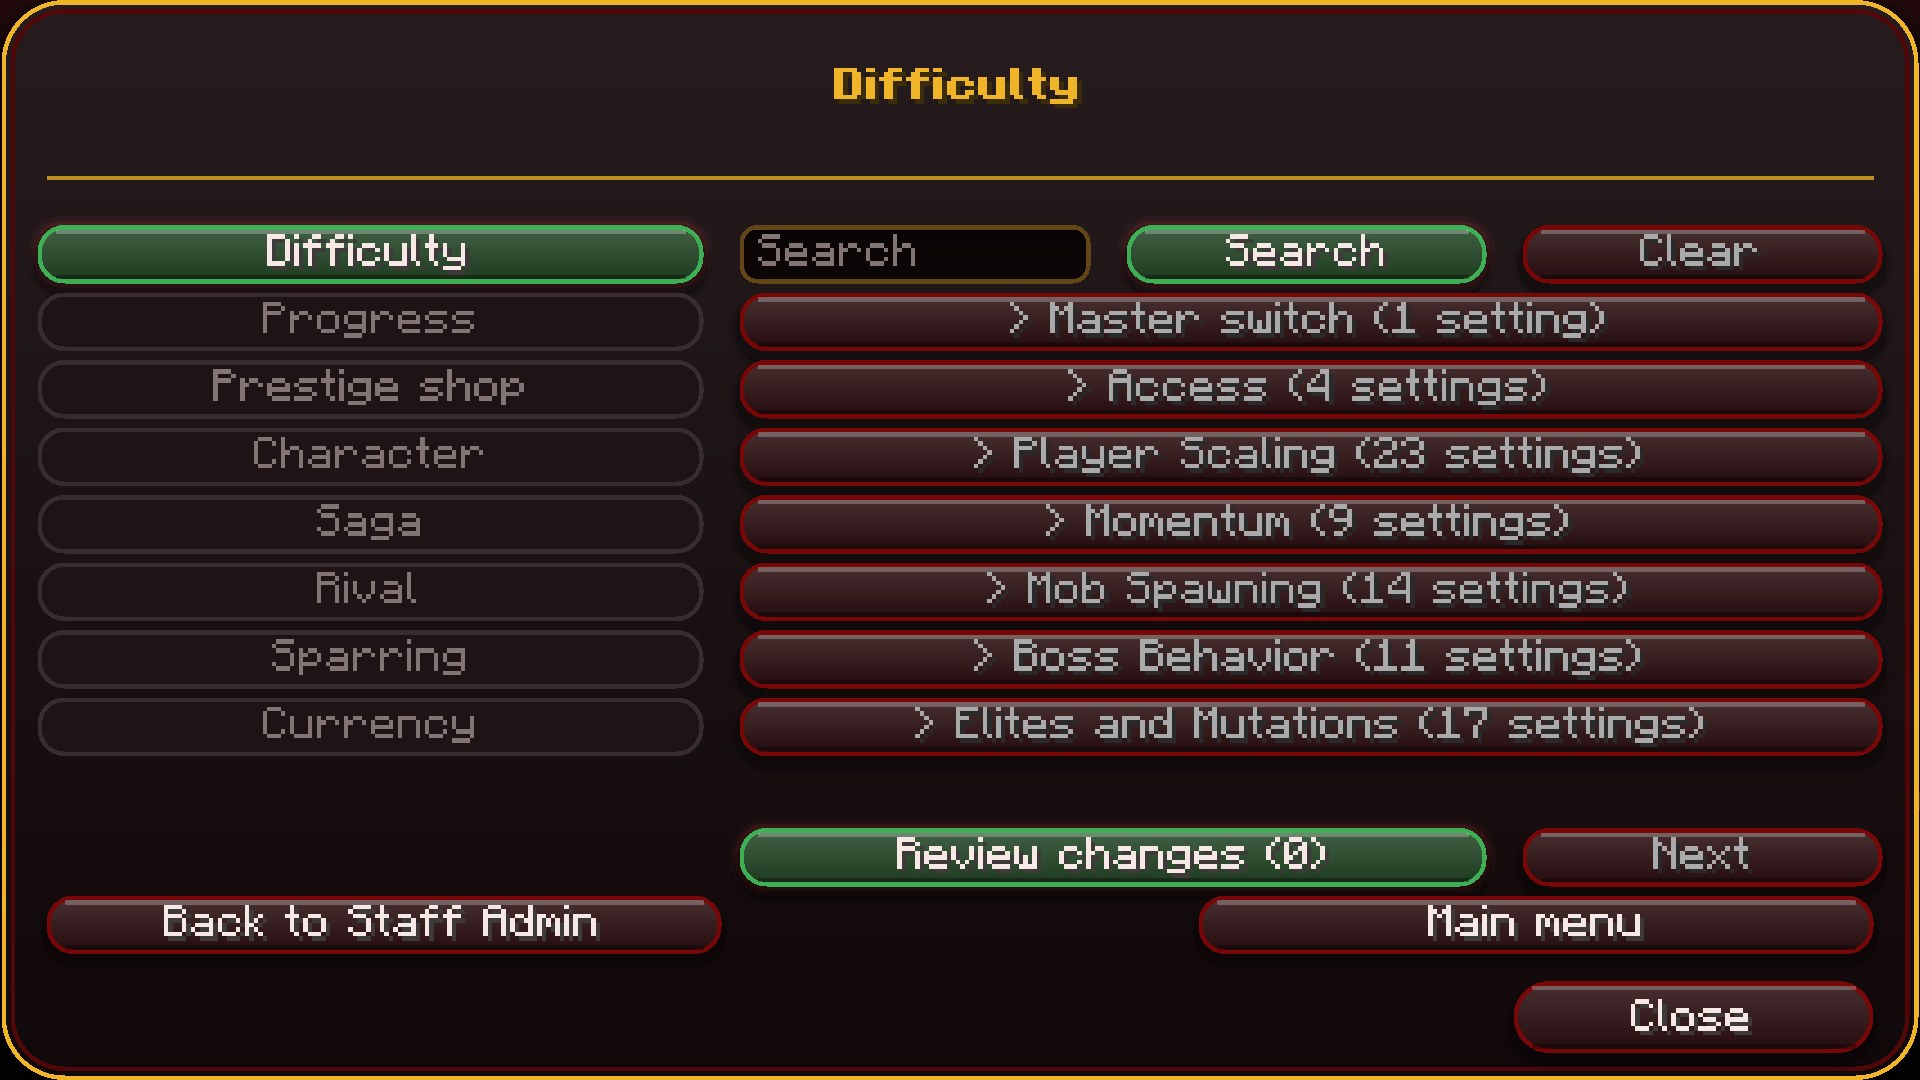 Difficulty
Difficulty
Search
Search
Clear
Progress
> Master switch (1 setting)
Prestige shop
> Access (4 settings)
Character
> Player Scaling (23 settings)
Saga
> Momentum (9 settings)
Rival
> Mob Spawning (14 settings)
Sparring
> Boss Behavior (11 settings)
Currency
> Elites and Mutations (17 settings)
Review changes (0)
Next
Back to Staff Admin
Main menu
Close